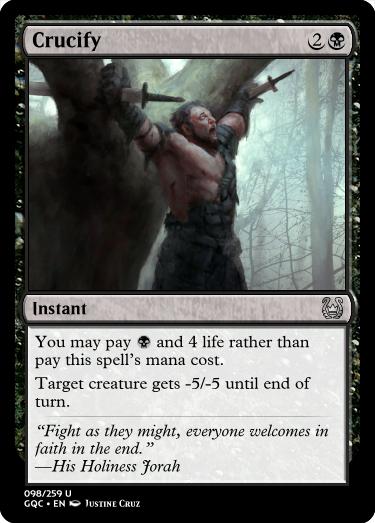 Crucify 2
Instant
You may pay and 4 life rather than
pay this spell's mana cost.
Target creature gets -5/-5 until end of
turn.
"Fight as they might, everyone welcomes in
faith in the end."
—His Holiness Jorah
098/259 U
GQC • EN Justine Cruz